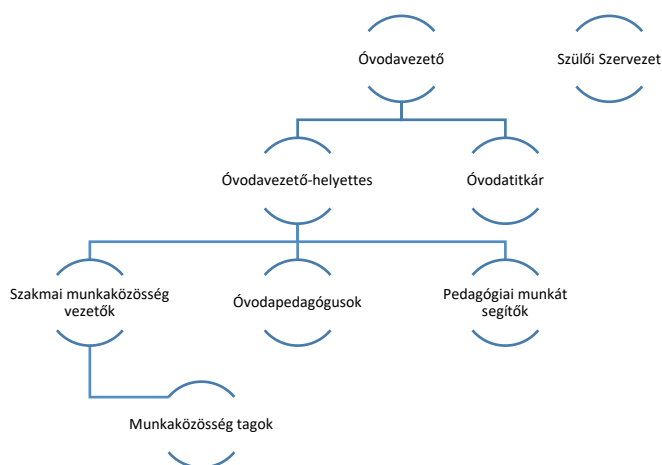 Óvodavezető
Szülői Szervezet
Óvodavezető-helyettes
Óvodatitkár
Szakmai munkaközösség
vezetők
Óvodapedagógusok
Pedagógiai munkát
segítők
Munkaközösség tagok